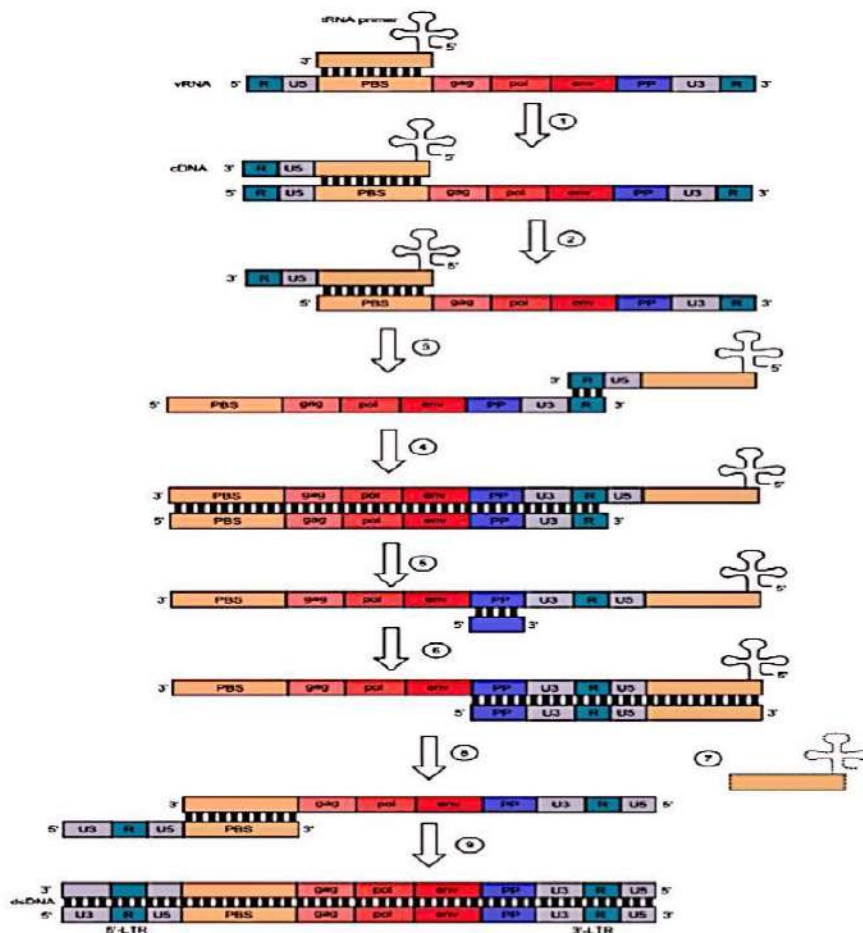 tRNA primer
5'
3'
vRNA 5' R U5 PBS gag pol env PP U3 R 3'
1
5'
cDNA 3' R U5
5' R U5 PBS gag pol env PP U3 R 3'
2
5'
3' R U5
5' PBS gag pol env PP U3 R 3'
3
5'
3' R U5
5' PBS gag pol env PP U3 R 3'
4
5'
3' PBS gag pol env PP U3 R U5
5' PBS gag pol env PP U3 R 3'
5
5'
3' PBS gag pol env PP U3 R U5
5' PP 3'
6
5'
3' PBS gag pol env PP U3 R U5
5' PP U3 R U5 3'
8
7
3' gag pol env PP U3 R U5 5'
5' U3 R U5 PBS 3'
9
3' gag pol env PP U3 R U5 5'
dsDNA
5' U3 R U5 PBS gag pol env PP U3 R U5 3'
5'-LTR 3'-LTR